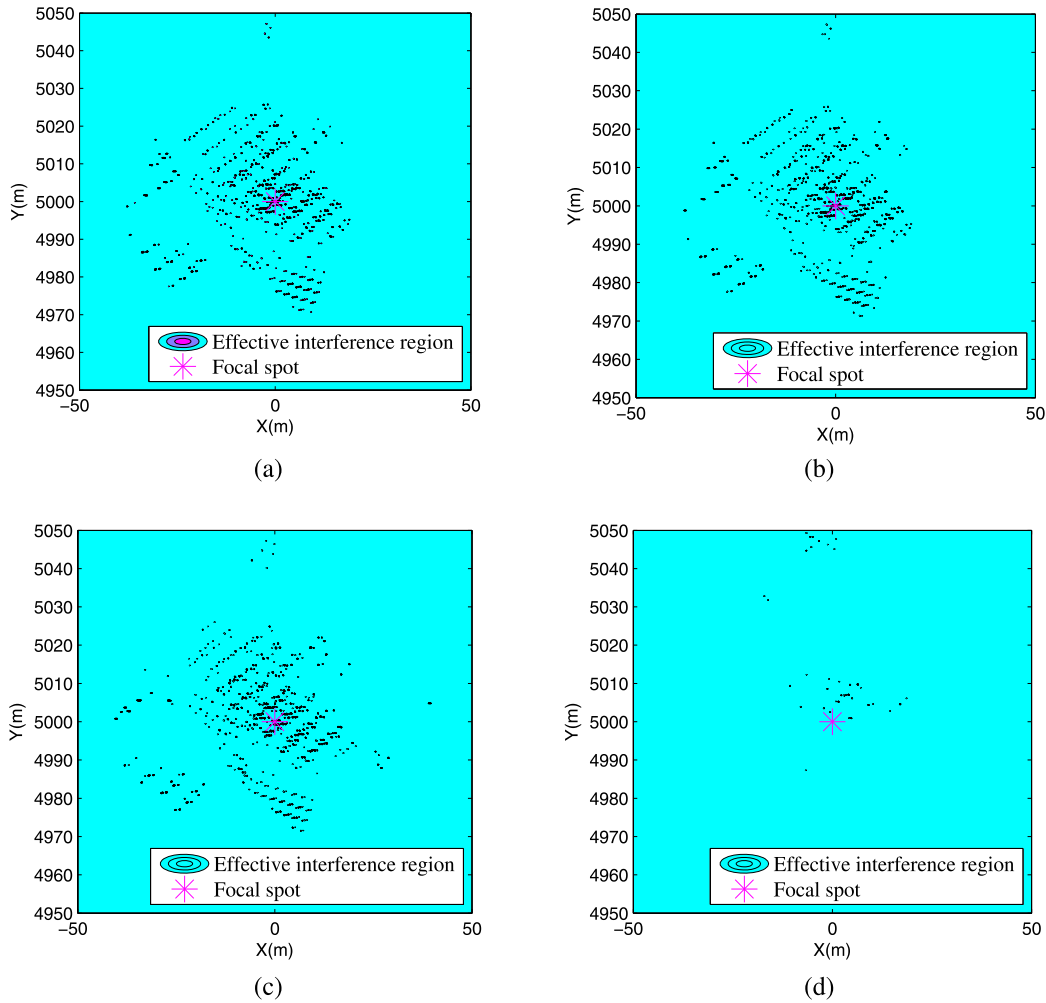 5050
5040
5030
5020
5010
5000
4990
4980
4970
4960
4950
Y(m)
−50
0
50
X(m)
Effective interference region
Focal spot
(a)
5050
5040
5030
5020
5010
5000
4990
4980
4970
4960
4950
Y(m)
−50
0
50
X(m)
Effective interference region
Focal spot
(b)
5050
5040
5030
5020
5010
5000
4990
4980
4970
4960
4950
Y(m)
−50
0
50
X(m)
Effective interference region
Focal spot
(c)
5050
5040
5030
5020
5010
5000
4990
4980
4970
4960
4950
Y(m)
−50
0
50
X(m)
Effective interference region
Focal spot
(d)